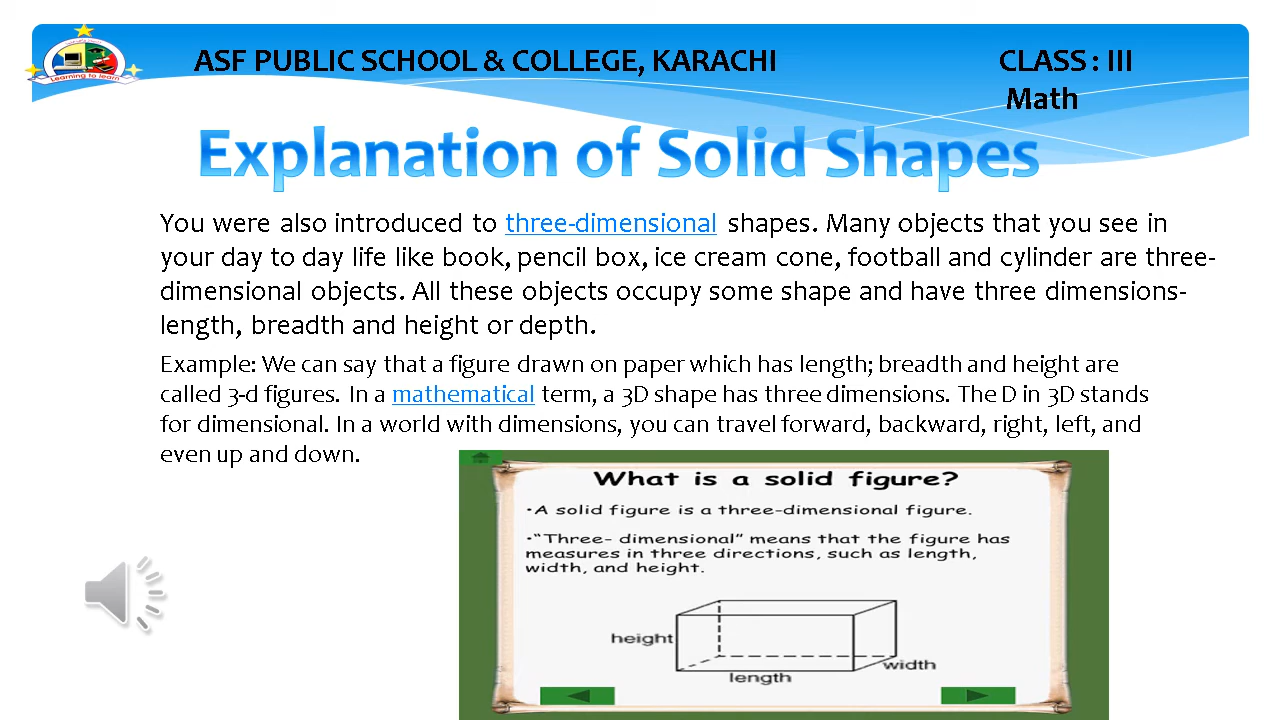 Learning to learn
ASF PUBLIC SCHOOL & COLLEGE, KARACHI
CLASS : III
Math
Explanation of Solid Shapes
You were also introduced to three-dimensional shapes. Many objects that you see in
your day to day life like book, pencil box, ice cream cone, football and cylinder are three-
dimensional objects. All these objects occupy some shape and have three dimensions-
length, breadth and height or depth.
Example: We can say that a figure drawn on paper which has length; breadth and height are
called 3-d figures. In a mathematical term, a 3D shape has three dimensions. The D in 3D stands
for dimensional. In a world with dimensions, you can travel forward, backward, right, left, and
even up and down.
What is a solid figure?
•A solid figure is a three-dimensional figure.
•“Three- dimensional” means that the figure has
measures in three directions, such as length,
width, and height.
height
width
length